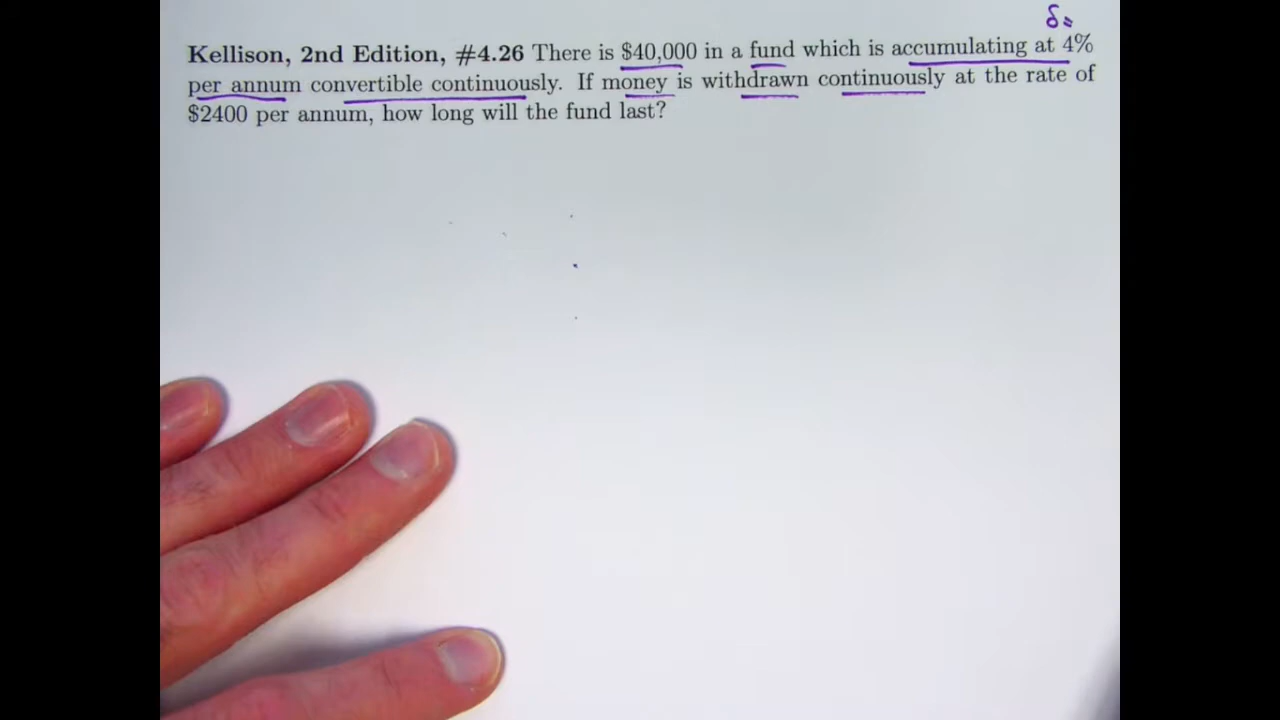 δ=
Kellison, 2nd Edition, #4.26 There is $40,000 in a fund which is accumulating at 4%
per annum convertible continuously. If money is withdrawn continuously at the rate of
$2400 per annum, how long will the fund last?